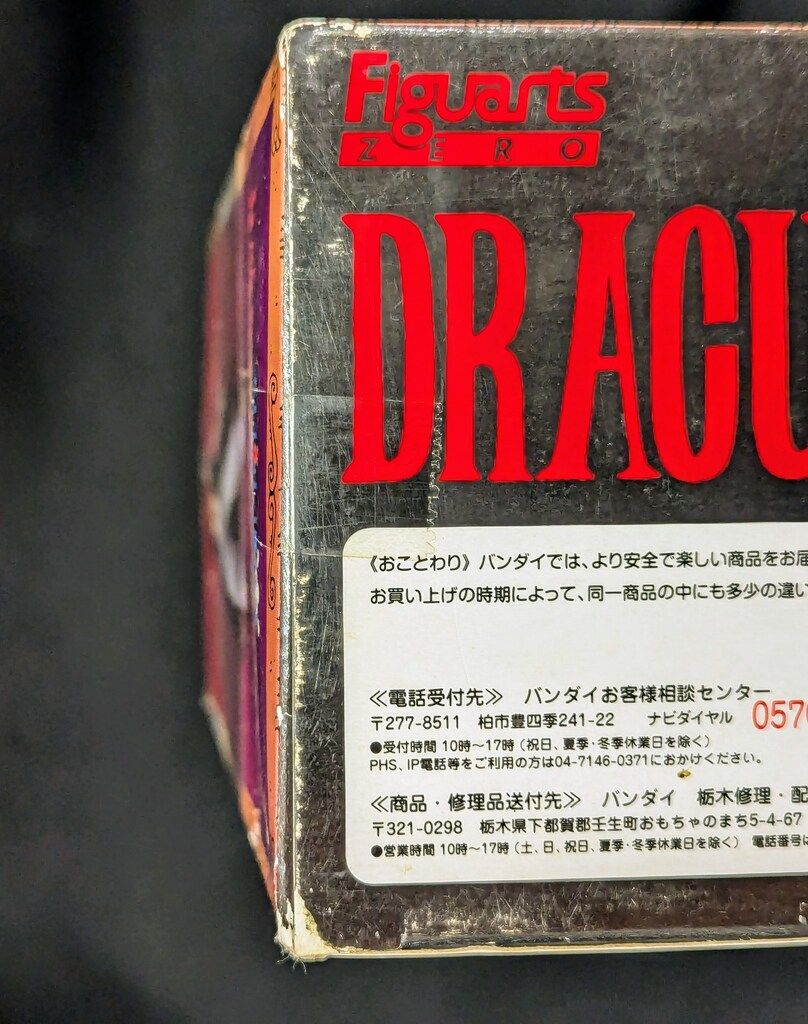 Figuarts
ZERO
DRACU
《おことわり》バンダイでは、より安全で楽しい商品をお届
お買い上げの時期によって、同一商品の中にも多少の違い
≪電話受付先≫ バンダイお客様相談センター
〒277-8511 柏市豊四季241-22 ナビダイヤル 0570
●受付時間 10時～17時（祝日、夏季・冬季休業日を除く）
PHS、IP電話等をご利用の方は04-7146-0371におかけください。
≪商品・修理品送付先≫ バンダイ 栃木修理・配
〒321-0298 栃木県下都賀郡壬生町おもちゃのまち5-4-67
●営業時間 10時～17時（土、日、祝日、夏季・冬季休業日を除く） 電話番号は